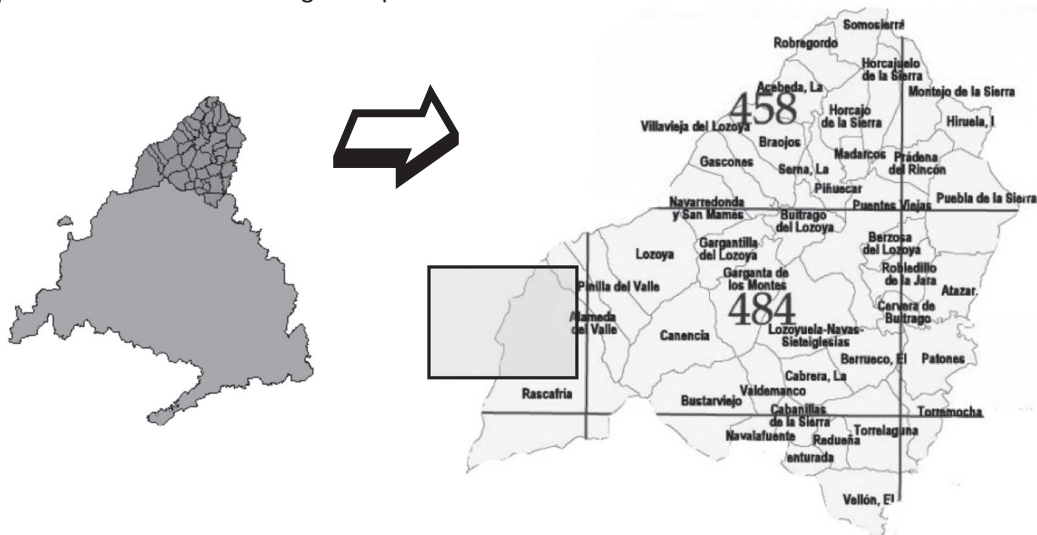 Somosierra
Robregordo
Horcajuelo
de la Sierra
Acebeda, La
458
Montejo de la Sierra
Horcajo
de la Sierra
Hiruela, l
Villavieja del Lozoya
Braojos
Madarcos
Prádena
del Rincón
Gascones
Serna, La
Piñuecar
Puebla de la Sierra
Navarredonda
y San Mamés
Puentes Viejas
Buitrago
del Lozoya
Gargantilla
del Lozoya
Berzosa
del Lozoya
Lozoya
Garganta de
los Montes
Robledillo
de la Jara
Pinilla del Valle
Atazar,
484
Cervera de
Buitrago
Alameda
del Valle
Canencia
Lozoyuela-Navas-
Sieteiglesias
Berrueco, El
Patones
Cabrera, La
Rascafría
Valdemanco
Bustarviejo
Cabanillas
de la Sierra
Torremocha
Navalafuente
Redueña
Torrelaguna
enturada
Vellón, El